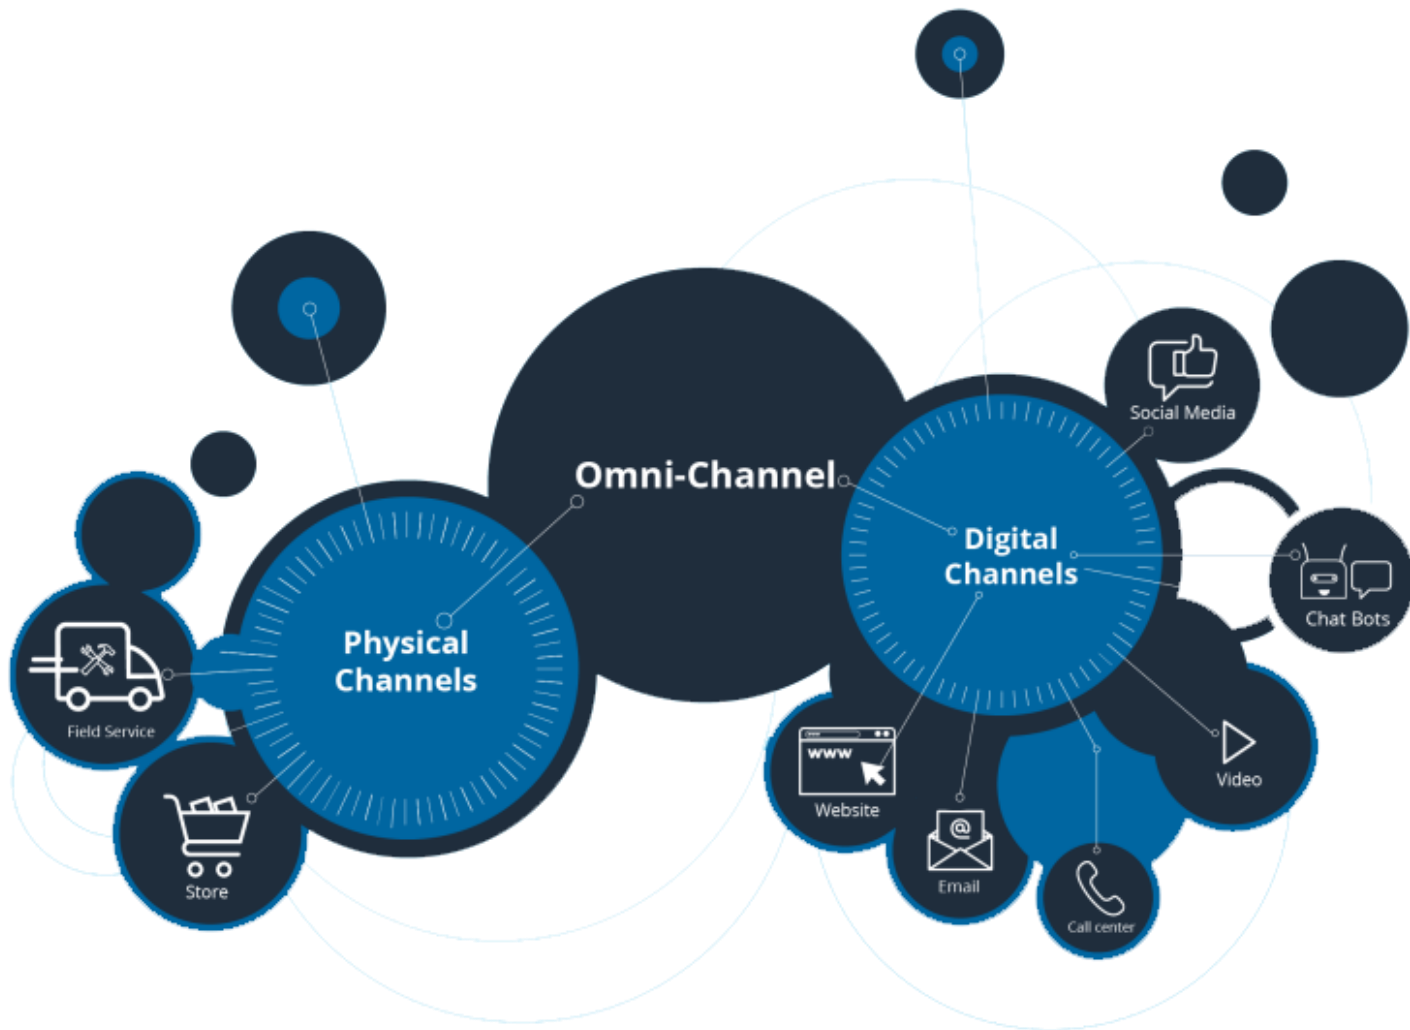 Social Media
Omni-Channel
Digital
Channels
Chat Bots
Physical
Channels
Field Service
www
Video
Website
@
Email
Store
Call center